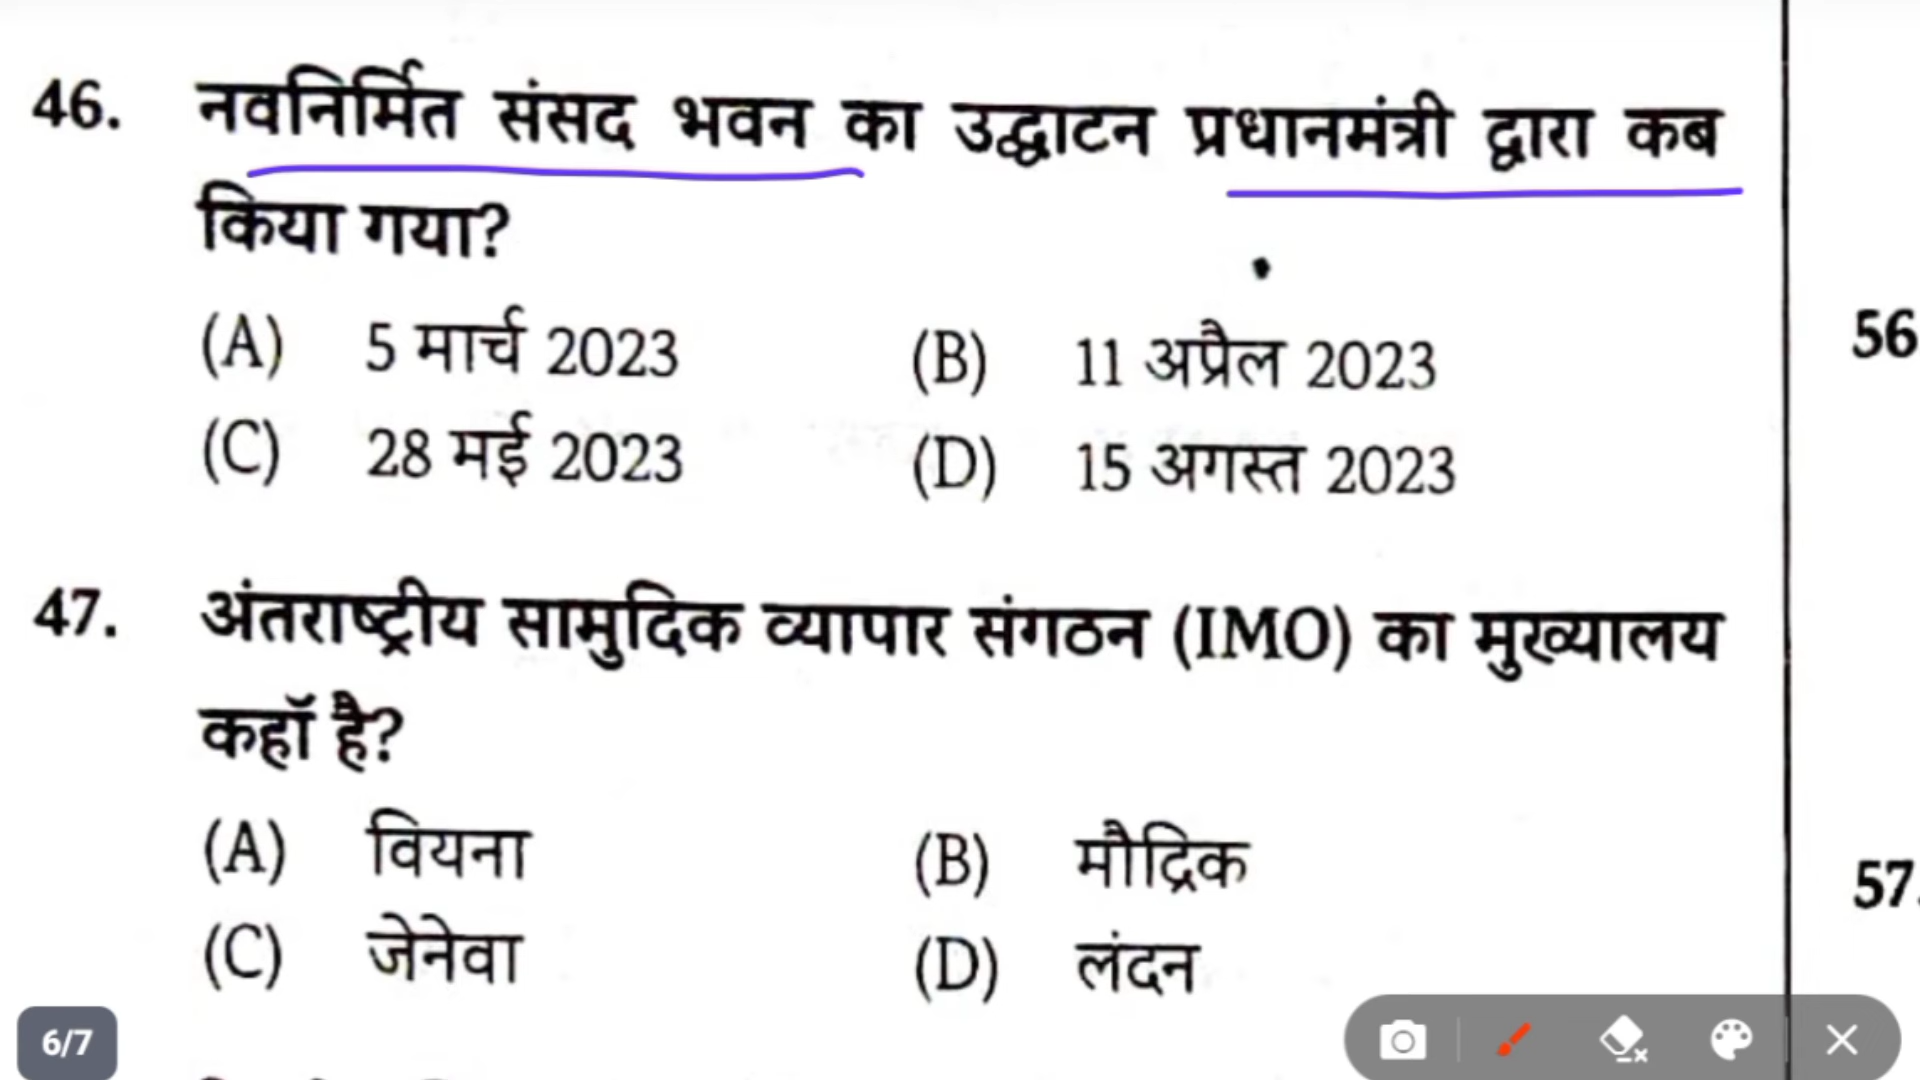 46. नवनिर्मित संसद भवन का उद्घाटन प्रधानमंत्री द्वारा कब
किया गया?
(A) 5 मार्च 2023 (B) 11 अप्रैल 2023
(C) 28 मई 2023 (D) 15 अगस्त 2023
47. अंतराष्ट्रीय सामुदिक व्यापार संगठन (IMO) का मुख्यालय
कहॉ है?
(A) वियना (B) मौद्रिक
(C) जेनेवा (D) लंदन
56
57.
6/7